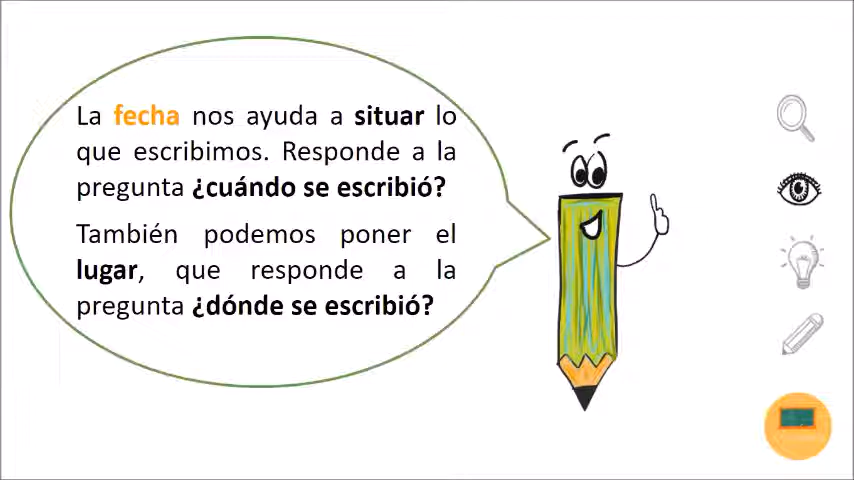 La fecha nos ayuda a situar lo
que escribimos. Responde a la
pregunta ¿cuándo se escribió?
También podemos poner el
lugar, que responde a la
pregunta ¿dónde se escribió?